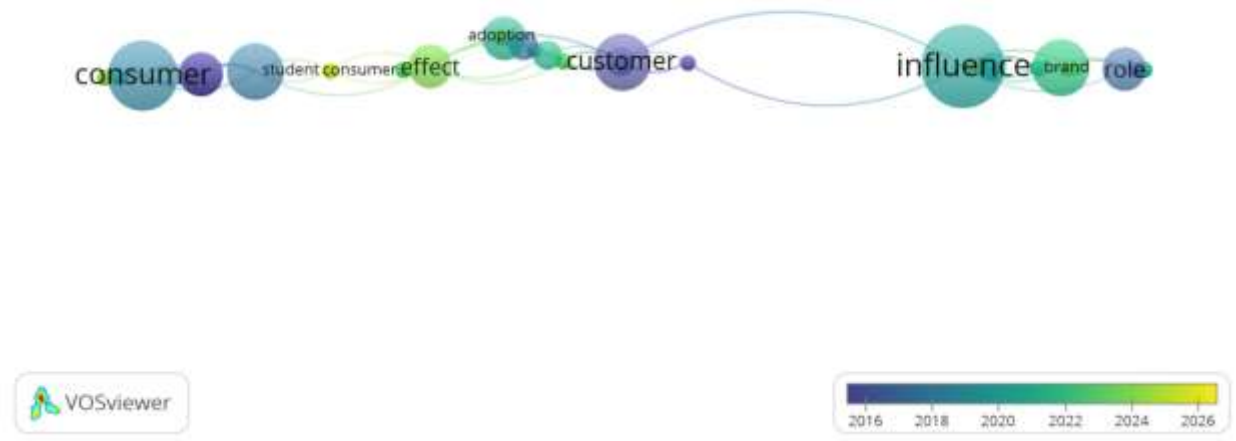 consumer
student consumer
effect
adoption
customer
influence
brand
role
VOSviewer
2016 2018 2020 2022 2024 2026